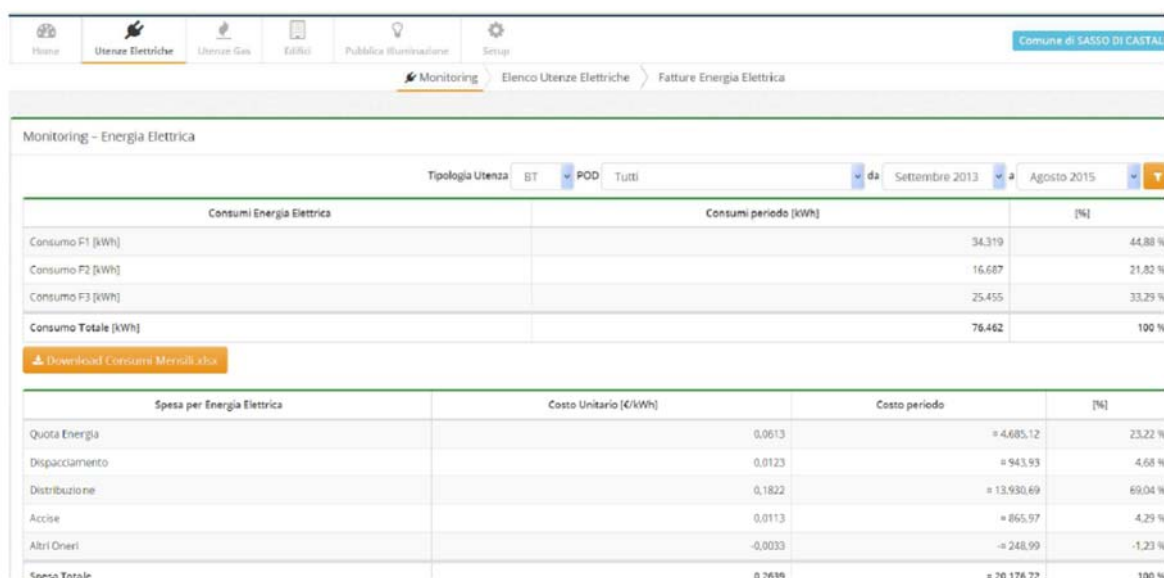 Home Utenze Elettriche Utenze Gas Edifici Pubblica Illuminazione Setup Comune di SASSO DI CASTAL
Monitoring Elenco Utenze Elettriche Fatture Energia Elettrica
Monitoring – Energia Elettrica
Tipologia Utenza BT POD Tutti da Settembre 2013 a Agosto 2015
Consumi Energia Elettrica Consumi periodo [kWh] [%]
Consumo F1 [kWh] 34.319 44,88 %
Consumo F2 [kWh] 16.687 21,82 %
Consumo F3 [kWh] 25.455 33,29 %
Consumo Totale [kWh] 76.462 100 %
Download Consumi Mensili.xlsx
Spesa per Energia Elettrica Costo Unitario [€/kWh] Costo periodo [%]
Quota Energia 0,0613 ¤ 4.685,12 23,22 %
Dispacciamento 0,0123 ¤ 943,93 4,68 %
Distribuzione 0,1822 ¤ 13.930,69 69,04 %
Accise 0,0113 ¤ 865,97 4,29 %
Altri Oneri -0,0033 -¤ 248,99 -1,23 %
Spesa Totale 0,2639 ¤ 20.176,72 100 %